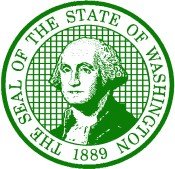 THE SEAL OF THE STATE OF WASHINGTON
1889